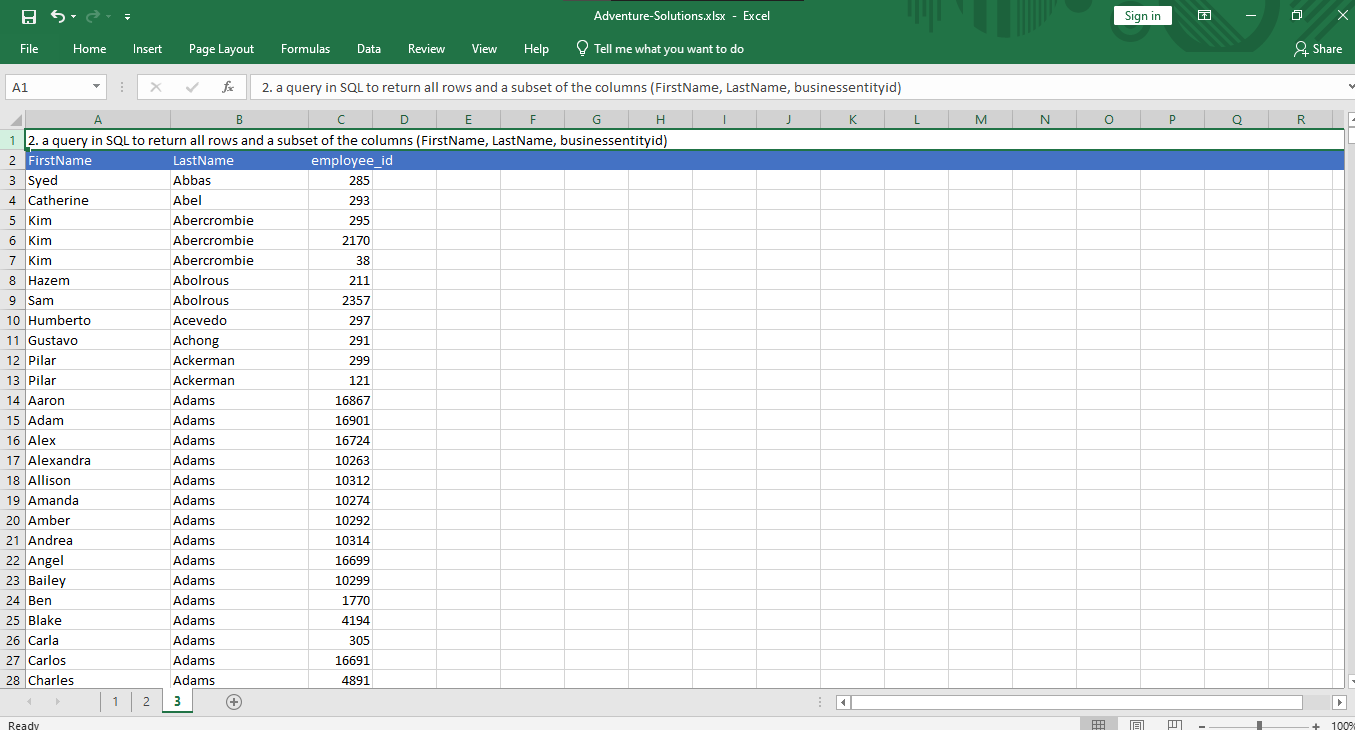 Adventure-Solutions.xlsx - Excel
Sign in
File Home Insert Page Layout Formulas Data Review View Help Tell me what you want to do Share
A1 fx 2. a query in SQL to return all rows and a subset of the columns (FirstName, LastName, businessentityid)
A B C D E F G H I J K L M N O P Q R
1 2. a query in SQL to return all rows and a subset of the columns (FirstName, LastName, businessentityid)
2 FirstName LastName employee_id
3 Syed Abbas 285
4 Catherine Abel 293
5 Kim Abercrombie 295
6 Kim Abercrombie 2170
7 Kim Abercrombie 38
8 Hazem Abolrous 211
9 Sam Abolrous 2357
10 Humberto Acevedo 297
11 Gustavo Achong 291
12 Pilar Ackerman 299
13 Pilar Ackerman 121
14 Aaron Adams 16867
15 Adam Adams 16901
16 Alex Adams 16724
17 Alexandra Adams 10263
18 Allison Adams 10312
19 Amanda Adams 10274
20 Amber Adams 10292
21 Andrea Adams 10314
22 Angel Adams 16699
23 Bailey Adams 10299
24 Ben Adams 1770
25 Blake Adams 4194
26 Carla Adams 305
27 Carlos Adams 16691
28 Charles Adams 4891
1 2 3
Ready 100%